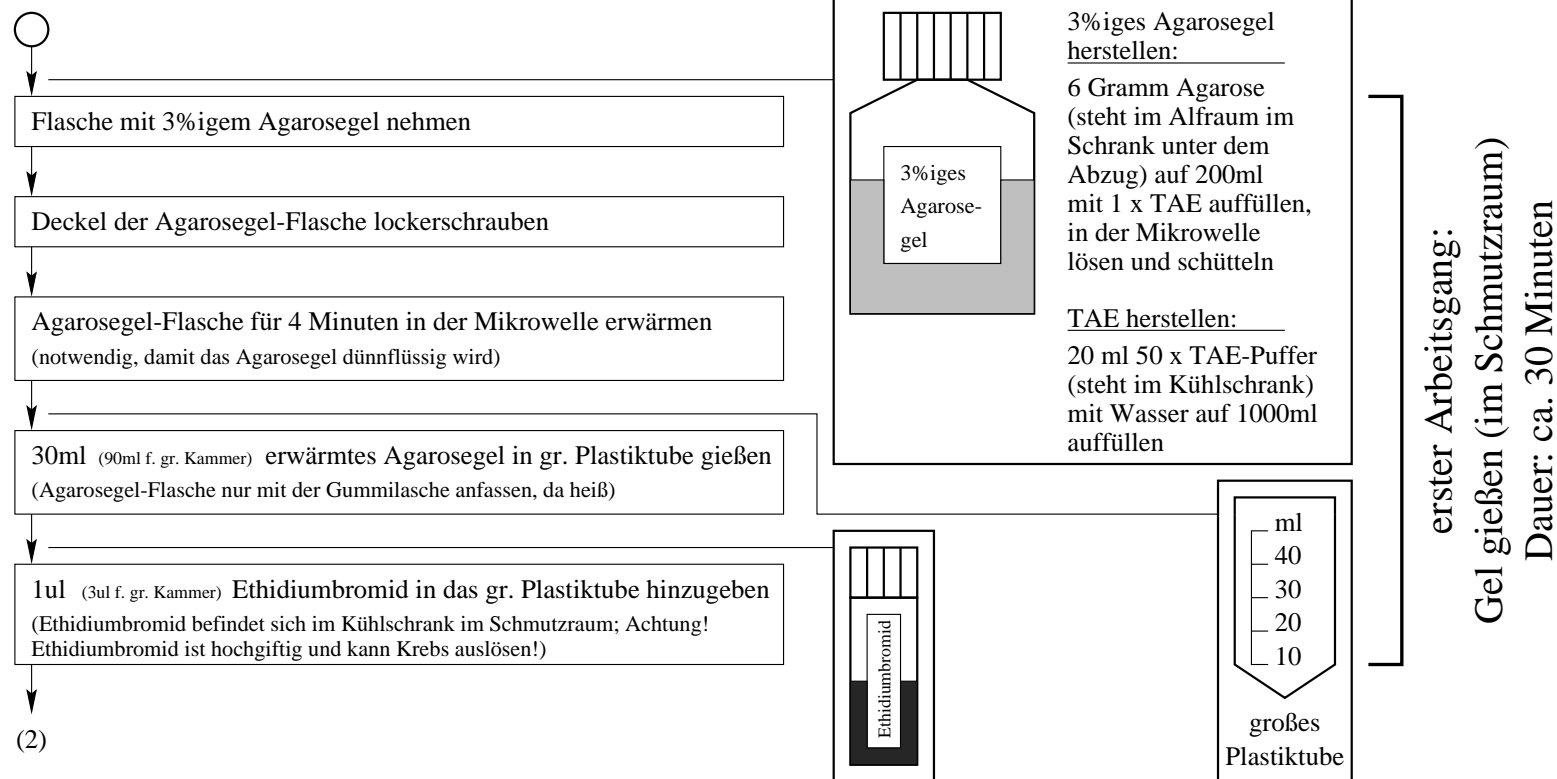 Flasche mit 3%igem Agarosegel nehmen
Deckel der Agarosegel-Flasche lockerschrauben
Agarosegel-Flasche für 4 Minuten in der Mikrowelle erwärmen
(notwendig, damit das Agarosegel dünnflüssig wird)
30ml (90ml f. gr. Kammer) erwärmtes Agarosegel in gr. Plastiktube gießen
(Agarosegel-Flasche nur mit der Gummilasche anfassen, da heiß)
1ul (3ul f. gr. Kammer) Ethidiumbromid in das gr. Plastiktube hinzugeben
(Ethidiumbromid befindet sich im Kühlschrank im Schmutzraum; Achtung!
Ethidiumbromid ist hochgiftig und kann Krebs auslösen!)
(2)
3%iges
Agarose-
gel
3%iges Agarosegel
herstellen:
6 Gramm Agarose
(steht im Alfraum im
Schrank unter dem
Abzug) auf 200ml
mit 1 x TAE auffüllen,
in der Mikrowelle
lösen und schütteln
TAE herstellen:
20 ml 50 x TAE-Puffer
(steht im Kühlschrank)
mit Wasser auf 1000ml
auffüllen
Ethidiumbromid
ml
40
30
20
10
großes
Plastiktube
erster Arbeitsgang:
Gel gießen (im Schmutzraum)
Dauer: ca. 30 Minuten